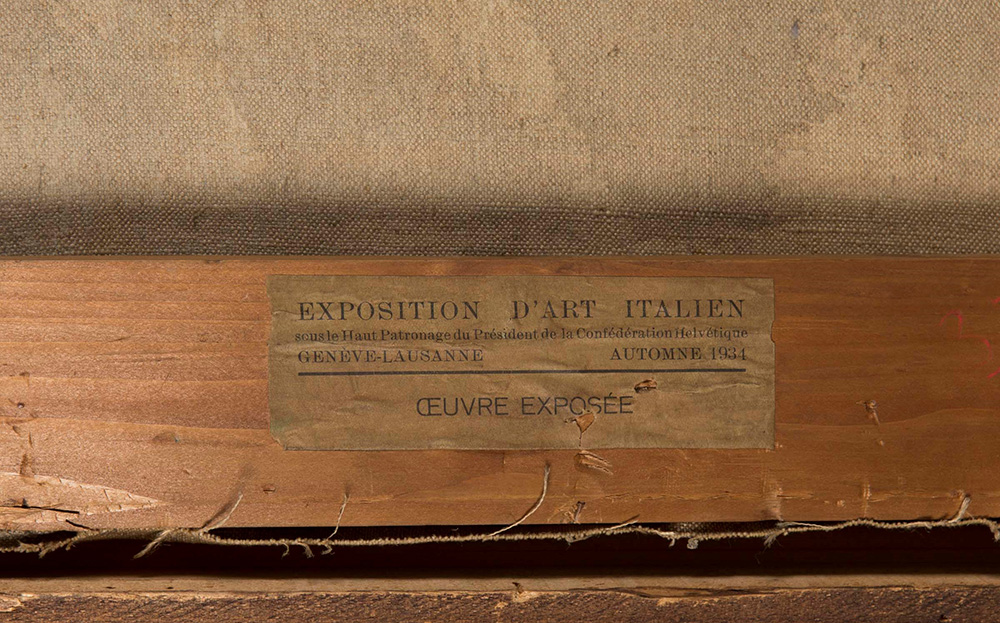 EXPOSITION D'ART ITALIEN
sous le Haut Patronage du Président de la Confédération Helvétique
GENÈVE-LAUSANNE AUTOMNE 1934
ŒUVRE EXPOSÉE